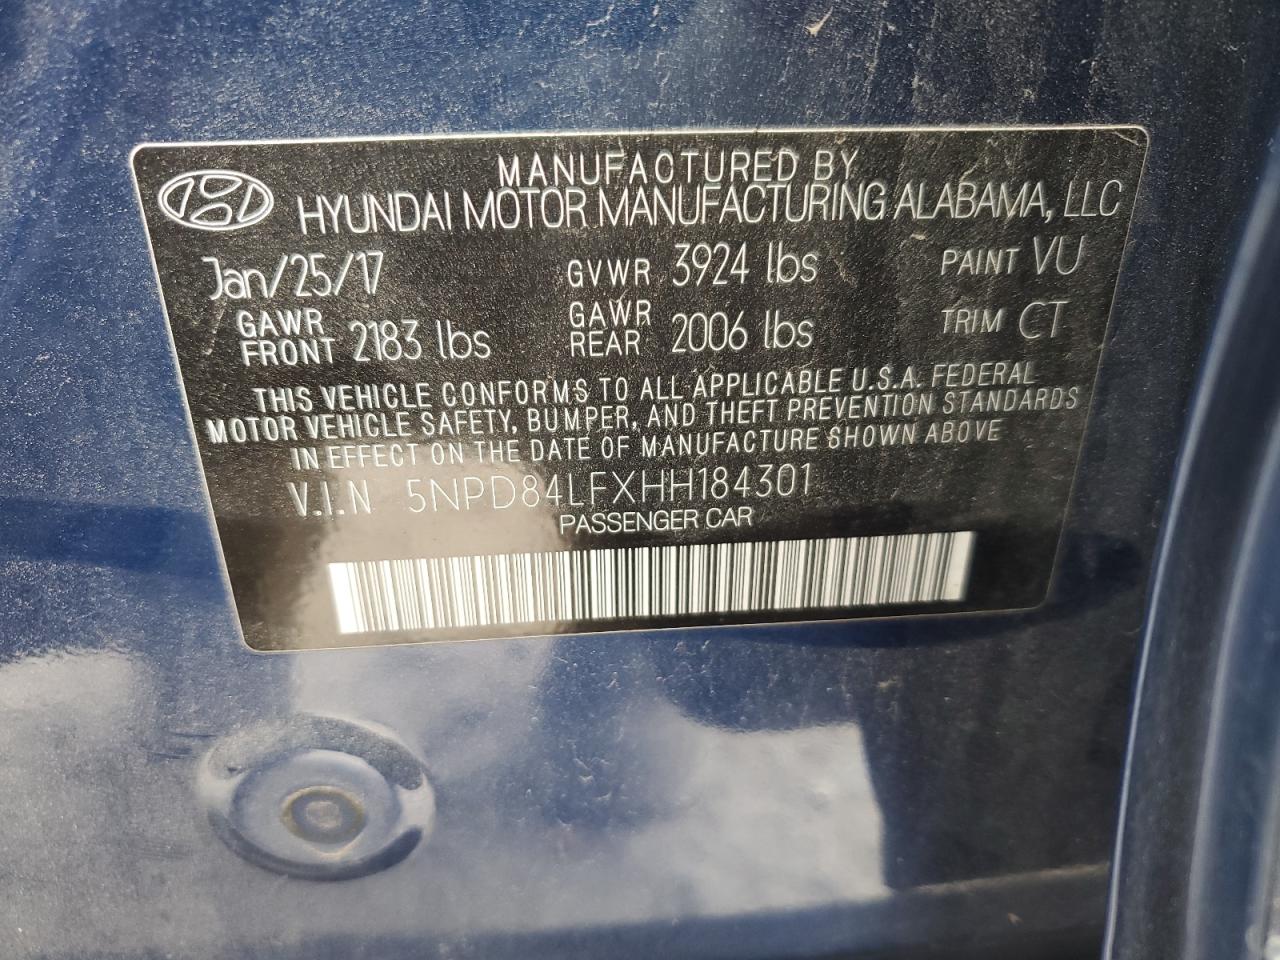 MANUFACTURED BY
HYUNDAI MOTOR MANUFACTURING ALABAMA, LLC
Jan/25/17 GVWR 3924 lbs PAINT VU
GAWR FRONT 2183 lbs GAWR REAR 2006 lbs TRIM CT
THIS VEHICLE CONFORMS TO ALL APPLICABLE U.S.A. FEDERAL
MOTOR VEHICLE SAFETY, BUMPER, AND THEFT PREVENTION STANDARDS
IN EFFECT ON THE DATE OF MANUFACTURE SHOWN ABOVE
V.I.N 5NPD84LFXHH184301
PASSENGER CAR